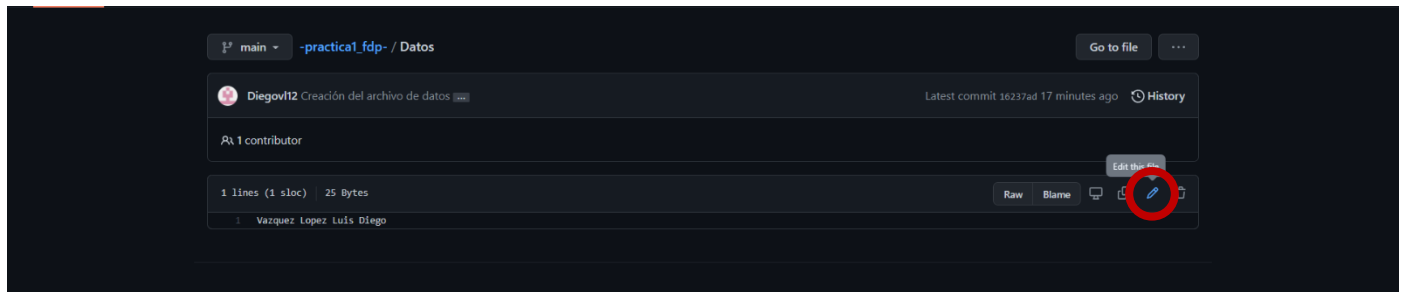 main -practica1_fdp- / Datos Go to file ...
Diegovl12 Creación del archivo de datos ... Latest commit 16237ad 17 minutes ago History
1 contributor
Edit this file
1 lines (1 sloc) 25 Bytes Raw Blame
1 Vazquez Lopez Luis Diego